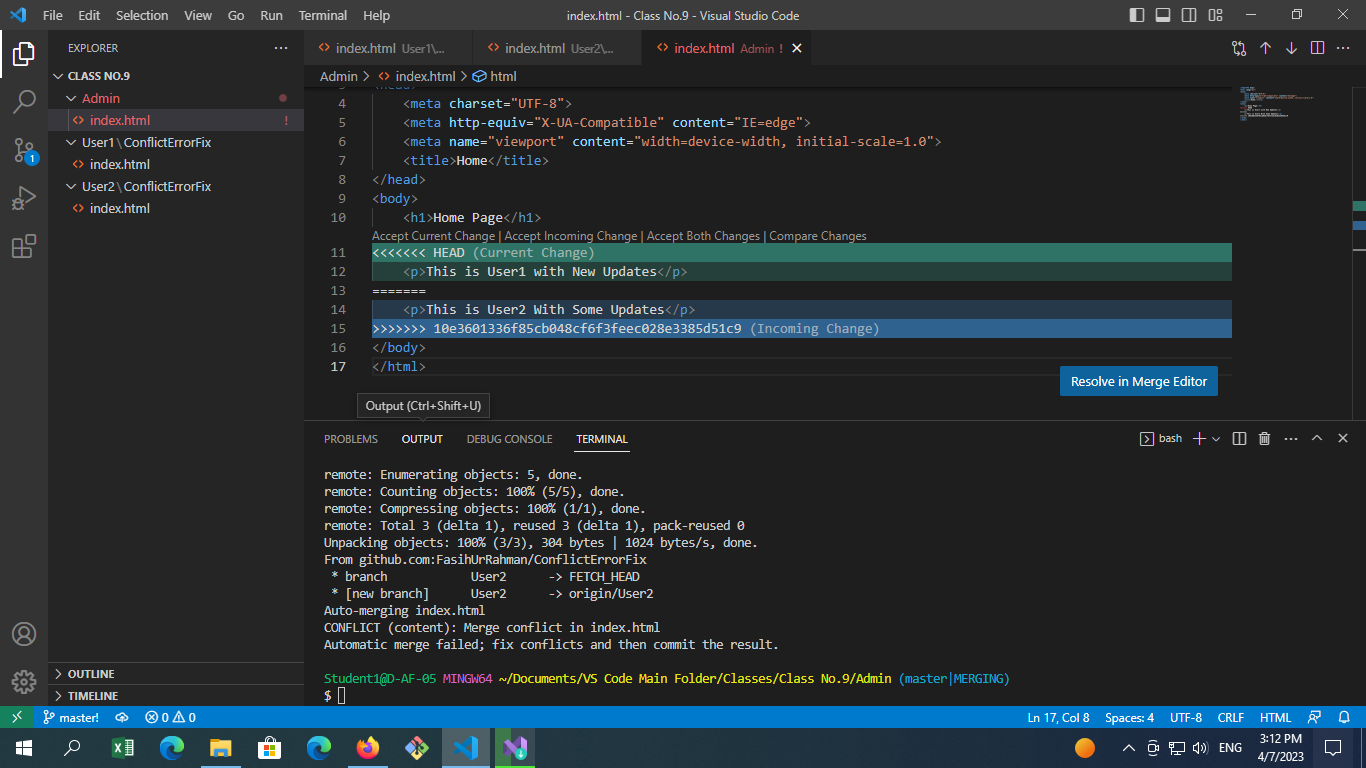 File Edit Selection View Go Run Terminal Help
index.html - Class No.9 - Visual Studio Code
EXPLORER
CLASS NO.9
Admin
index.html !
User1\ConflictErrorFix
index.html
User2\ConflictErrorFix
index.html
OUTLINE
TIMELINE
1
index.html User1\...
index.html User2\...
index.html Admin !
Admin > index.html > html
4 <meta charset="UTF-8">
5 <meta http-equiv="X-UA-Compatible" content="IE=edge">
6 <meta name="viewport" content="width=device-width, initial-scale=1.0">
7 <title>Home</title>
8 </head>
9 <body>
10 <h1>Home Page</h1>
Accept Current Change | Accept Incoming Change | Accept Both Changes | Compare Changes
11 <<<<<<< HEAD (Current Change)
12 <p>This is User1 with New Updates</p>
13 =======
14 <p>This is User2 With Some Updates</p>
15 >>>>>>> 10e3601336f85cb048cf6f3feec028e3385d51c9 (Incoming Change)
16 </body>
17 </html>
Resolve in Merge Editor
Output (Ctrl+Shift+U)
PROBLEMS OUTPUT DEBUG CONSOLE TERMINAL
bash
remote: Enumerating objects: 5, done.
remote: Counting objects: 100% (5/5), done.
remote: Compressing objects: 100% (1/1), done.
remote: Total 3 (delta 1), reused 3 (delta 1), pack-reused 0
Unpacking objects: 100% (3/3), 304 bytes | 1024 bytes/s, done.
From github.com:FasihUrRahman/ConflictErrorFix
* branch User2 -> FETCH_HEAD
* [new branch] User2 -> origin/User2
Auto-merging index.html
CONFLICT (content): Merge conflict in index.html
Automatic merge failed; fix conflicts and then commit the result.
Student1@D-AF-05 MINGW64 ~/Documents/VS Code Main Folder/Classes/Class No.9/Admin (master|MERGING)
$
master! 0 0
Ln 17, Col 8 Spaces: 4 UTF-8 CRLF HTML
ENG
3:12 PM
4/7/2023